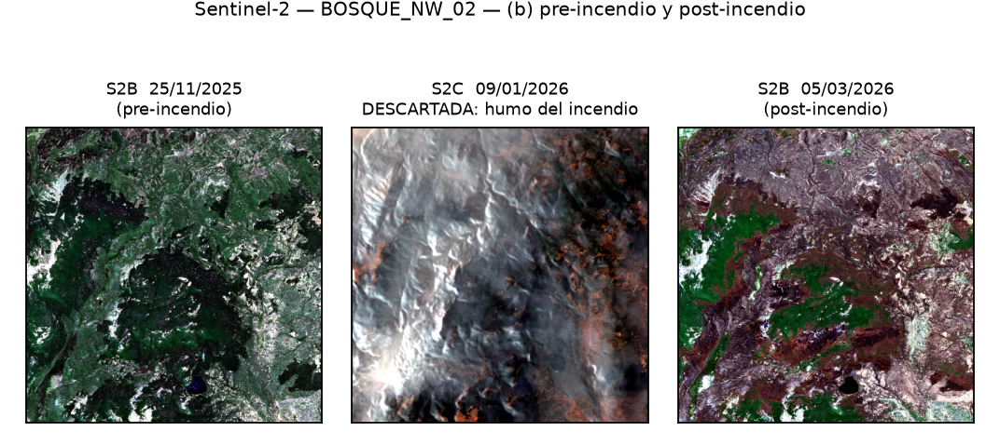 Sentinel-2 — BOSQUE_NW_02 — (b) pre-incendio y post-incendio
S2B 25/11/2025
(pre-incendio)
S2C 09/01/2026
DESCARTADA: humo del incendio
S2B 05/03/2026
(post-incendio)